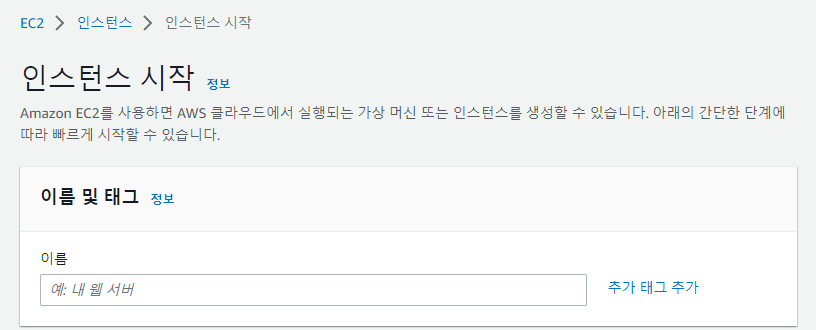 EC2 > 인스턴스 > 인스턴스 시작
인스턴스 시작 정보
Amazon EC2를 사용하면 AWS 클라우드에서 실행되는 가상 머신 또는 인스턴스를 생성할 수 있습니다. 아래의 간단한 단계에
따라 빠르게 시작할 수 있습니다.
이름 및 태그 정보
이름
예: 내 웹 서버 추가 태그 추가